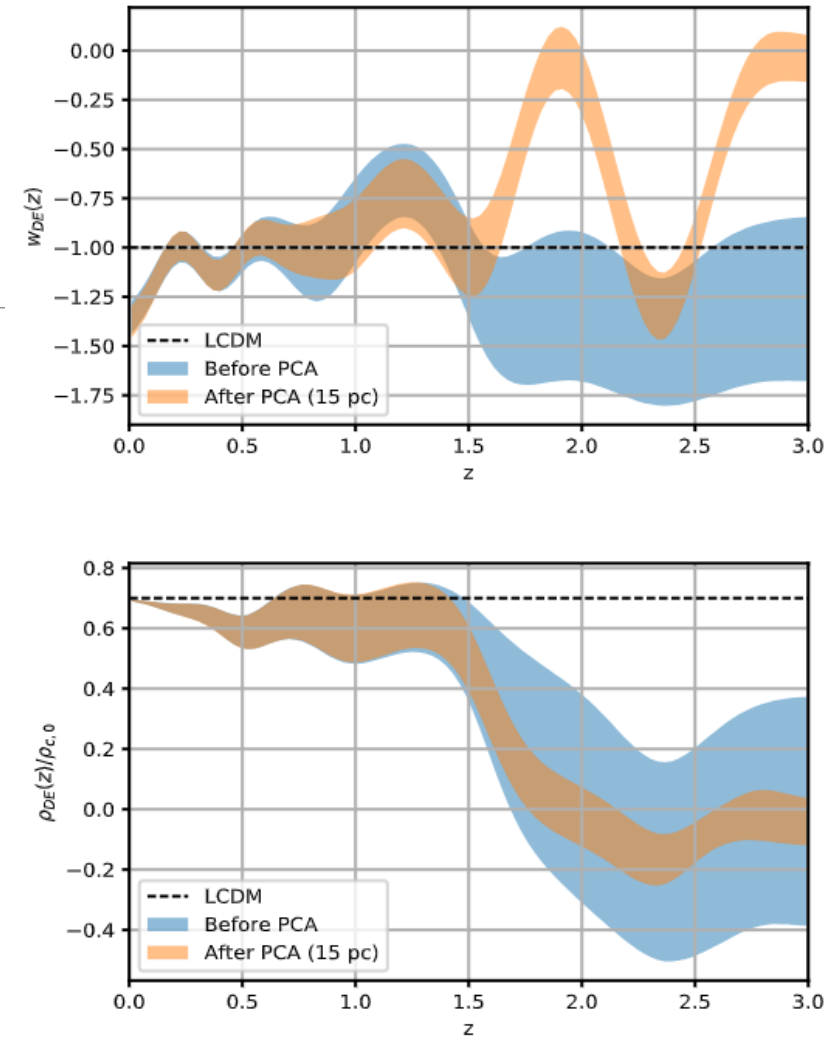 0.00
−0.25
−0.50
−0.75
−1.00
−1.25
−1.50
−1.75
w_DE(z)
LCDM
Before PCA
After PCA (15 pc)
0.0 0.5 1.0 1.5 2.0 2.5 3.0
z
0.8
0.6
0.4
0.2
0.0
−0.2
−0.4
ρ_DE(z)/ρ_c,0
LCDM
Before PCA
After PCA (15 pc)
0.0 0.5 1.0 1.5 2.0 2.5 3.0
z